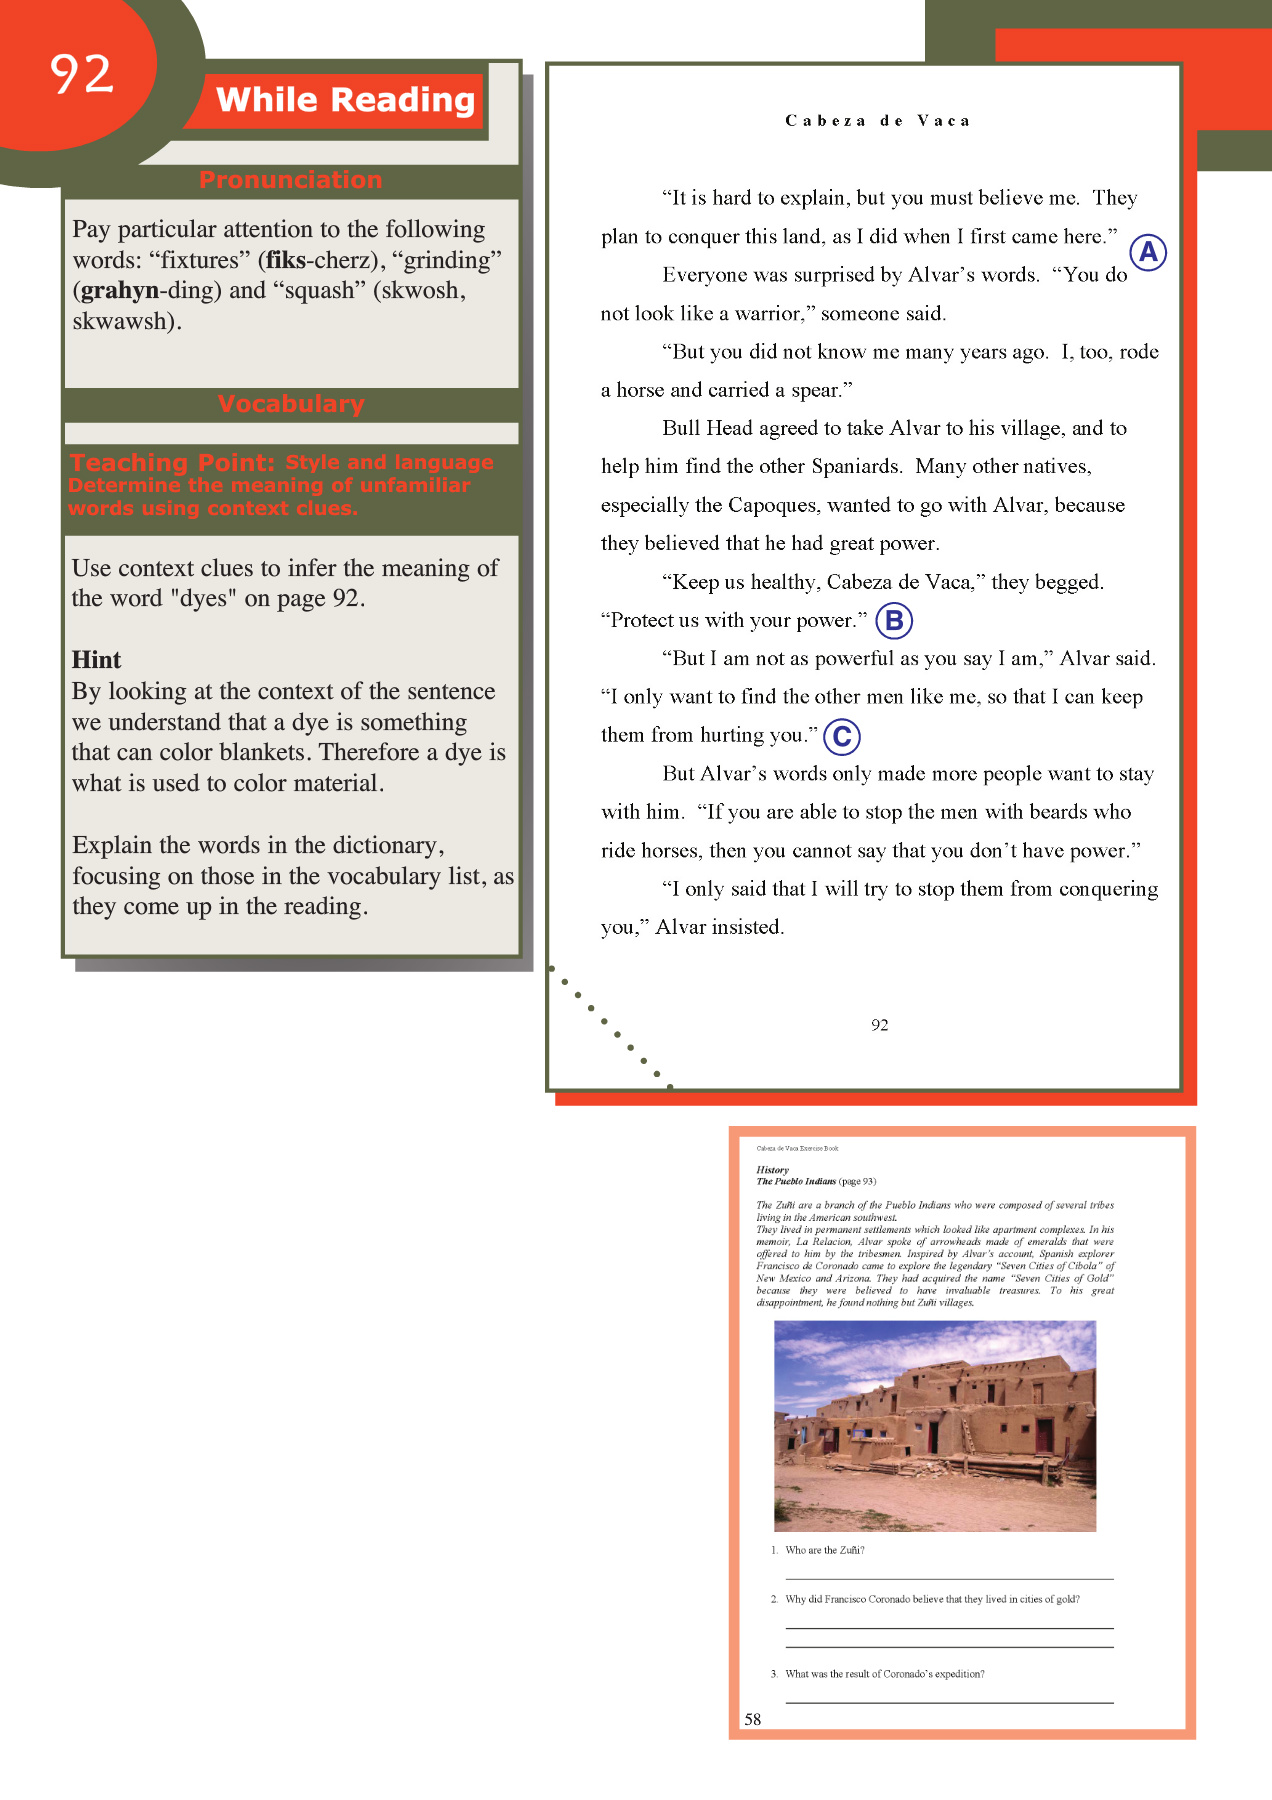 92
While Reading
Pronunciation
Pay particular attention to the following
words: “fixtures” (fiks-cherz), “grinding”
(grahyn-ding) and “squash” (skwosh,
skwawsh).
Vocabulary
Teaching Point: Style and language
Determine the meaning of unfamiliar
words using context clues.
Use context clues to infer the meaning of
the word "dyes" on page 92.
Hint
By looking at the context of the sentence
we understand that a dye is something
that can color blankets. Therefore a dye is
what is used to color material.
Explain the words in the dictionary,
focusing on those in the vocabulary list, as
they come up in the reading.
Cabeza de Vaca
“It is hard to explain, but you must believe me. They
plan to conquer this land, as I did when I first came here.”
A
Everyone was surprised by Alvar’s words. “You do
not look like a warrior,” someone said.
“But you did not know me many years ago. I, too, rode
a horse and carried a spear.”
Bull Head agreed to take Alvar to his village, and to
help him find the other Spaniards. Many other natives,
especially the Capoques, wanted to go with Alvar, because
they believed that he had great power.
“Keep us healthy, Cabeza de Vaca,” they begged.
“Protect us with your power.” B
“But I am not as powerful as you say I am,” Alvar said.
“I only want to find the other men like me, so that I can keep
them from hurting you.” C
But Alvar’s words only made more people want to stay
with him. “If you are able to stop the men with beards who
ride horses, then you cannot say that you don’t have power.”
“I only said that I will try to stop them from conquering
you,” Alvar insisted.
92
Cabeza de Vaca Exercise Book
History
The Pueblo Indians (page 93)
The Zuñi are a branch of the Pueblo Indians who were composed of several tribes
living in the American southwest.
They lived in permanent settlements which looked like apartment complexes. In his
memoir, La Relacion, Alvar spoke of arrowheads made of emeralds that were
offered to him by the tribesmen. Inspired by Alvar’s account, Spanish explorer
Francisco de Coronado came to explore the legendary “Seven Cities of Cibola” of
New Mexico and Arizona. They had acquired the name “Seven Cities of Gold”
because they were believed to have invaluable treasures. To his great
disappointment, he found nothing but Zuñi villages.
1. Who are the Zuñi?
2. Why did Francisco Coronado believe that they lived in cities of gold?
3. What was the result of Coronado’s expedition?
58